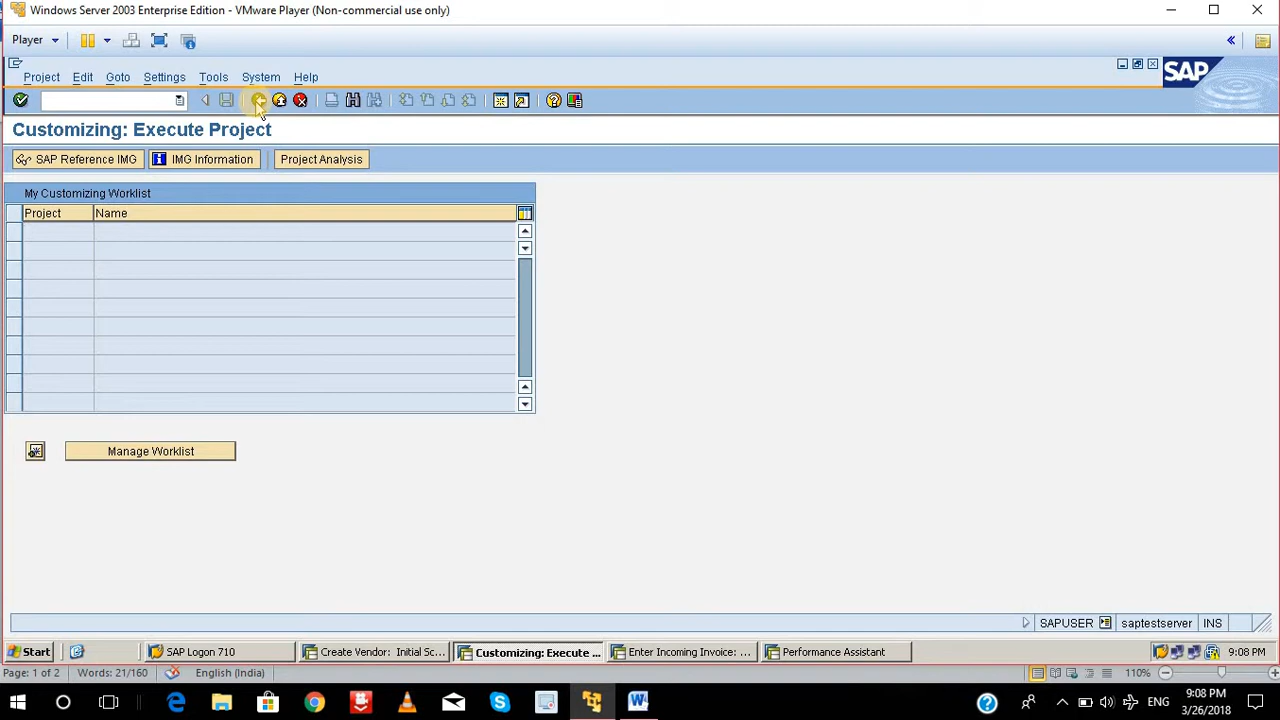 Windows Server 2003 Enterprise Edition - VMware Player (Non-commercial use only)
Player
Project Edit Goto Settings Tools System Help
SAP
Customizing: Execute Project
SAP Reference IMG IMG Information Project Analysis
My Customizing Worklist
Project Name
Manage Worklist
SAPUSER saptestserver INS
Start SAP Logon 710 Create Vendor: Initial Sc... Customizing: Execute ... Enter Incoming Invoice: ... Performance Assistant 9:08 PM
Page: 1 of 2 Words: 21/160 English (India) 110%
ENG 9:08 PM
3/26/2018